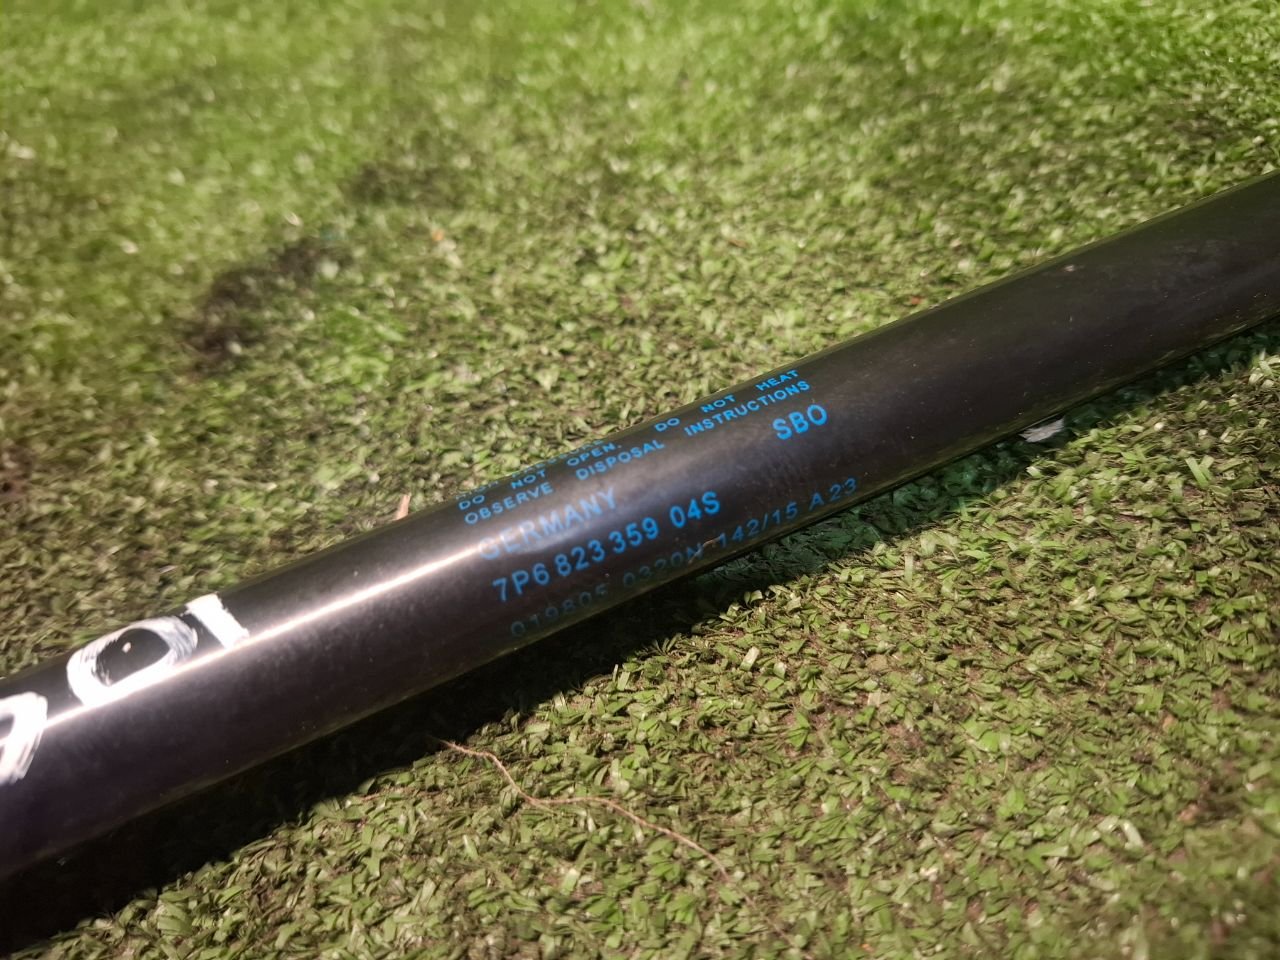 DO NOT OPEN. DO NOT HEAT
OBSERVE DISPOSAL INSTRUCTIONS
GERMANY SBO
7P6 823 359 04S
019805 0320N 142/15 A23